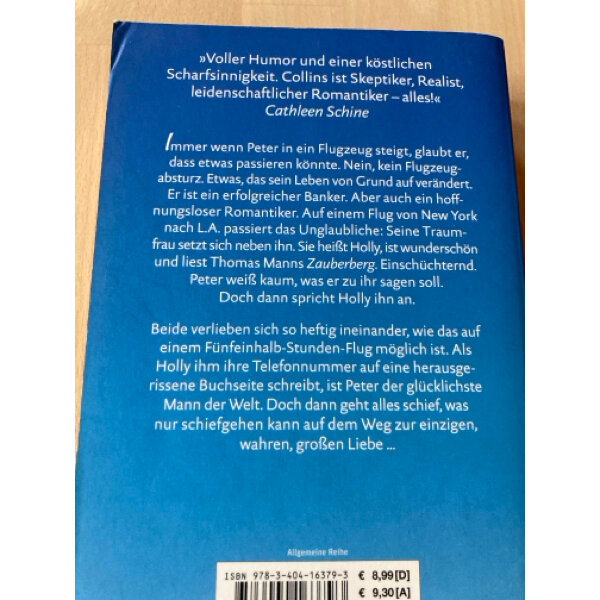 »Voller Humor und einer köstlichen
Scharfsinnigkeit. Collins ist Skeptiker, Realist,
leidenschaftlicher Romantiker – alles!«
Cathleen Schine
Immer wenn Peter in ein Flugzeug steigt, glaubt er,
dass etwas passieren könnte. Nein, kein Flugzeug-
absturz. Etwas, das sein Leben von Grund auf verändert.
Er ist ein erfolgreicher Banker. Aber auch ein hoff-
nungsloser Romantiker. Auf einem Flug von New York
nach L.A. passiert das Unglaubliche: Seine Traum-
frau setzt sich neben ihn. Sie heißt Holly, ist wunderschön
und liest Thomas Manns Zauberberg. Einschüchternd.
Peter weiß kaum, was er zu ihr sagen soll.
Doch dann spricht Holly ihn an.
Beide verlieben sich so heftig ineinander, wie das auf
einem Fünfeinhalb-Stunden-Flug möglich ist. Als
Holly ihm ihre Telefonnummer auf eine herausge-
rissene Buchseite schreibt, ist Peter der glücklichste
Mann der Welt. Doch dann geht alles schief, was
nur schiefgehen kann auf dem Weg zur einzigen,
wahren, großen Liebe ...
Allgemeine Reihe
ISBN 978-3-404-16379-3
€ 8,99 [D]
€ 9,30 [A]